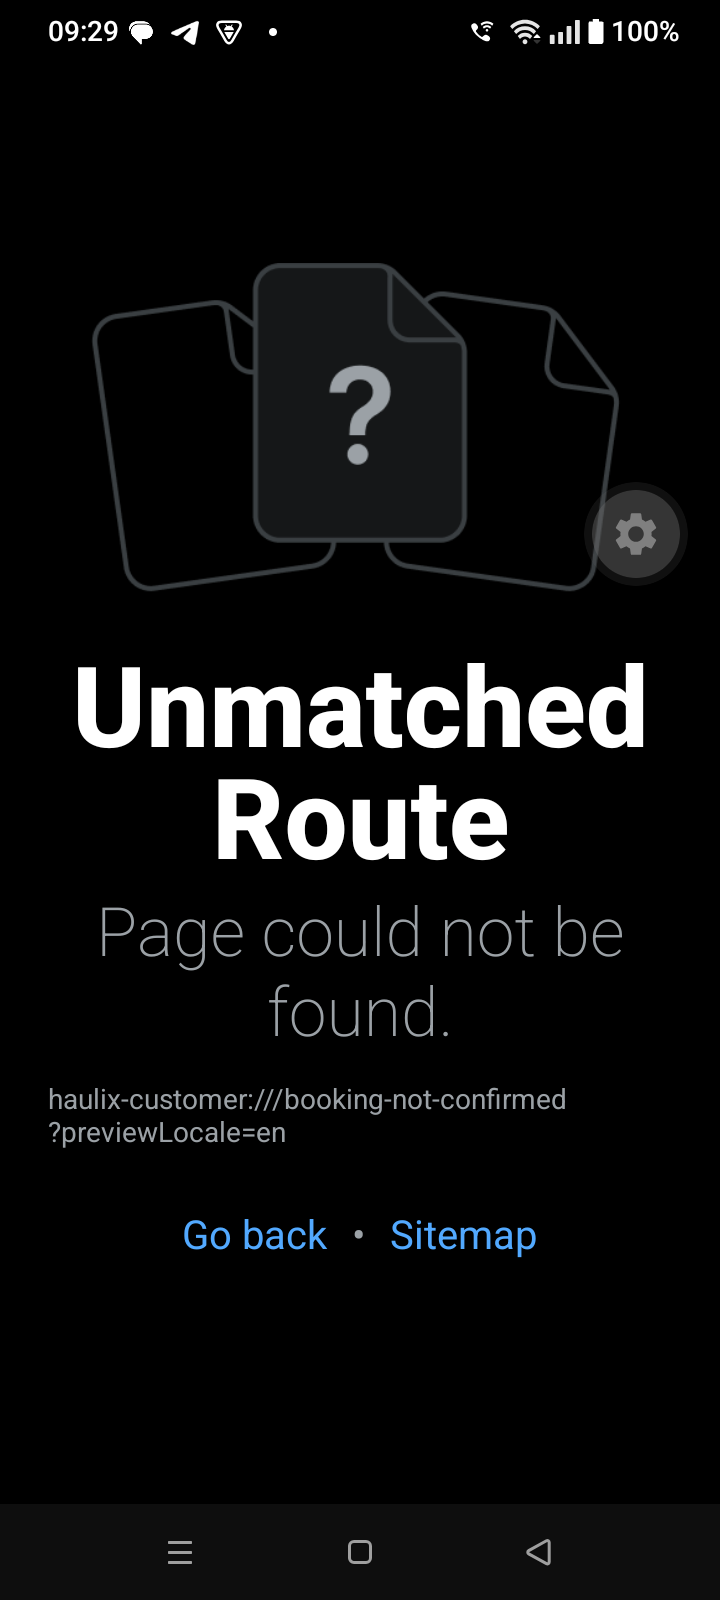 09:29 100%
?
Unmatched
Route
Page could not be
found.
haulix-customer:///booking-not-confirmed
?previewLocale=en
Go back • Sitemap